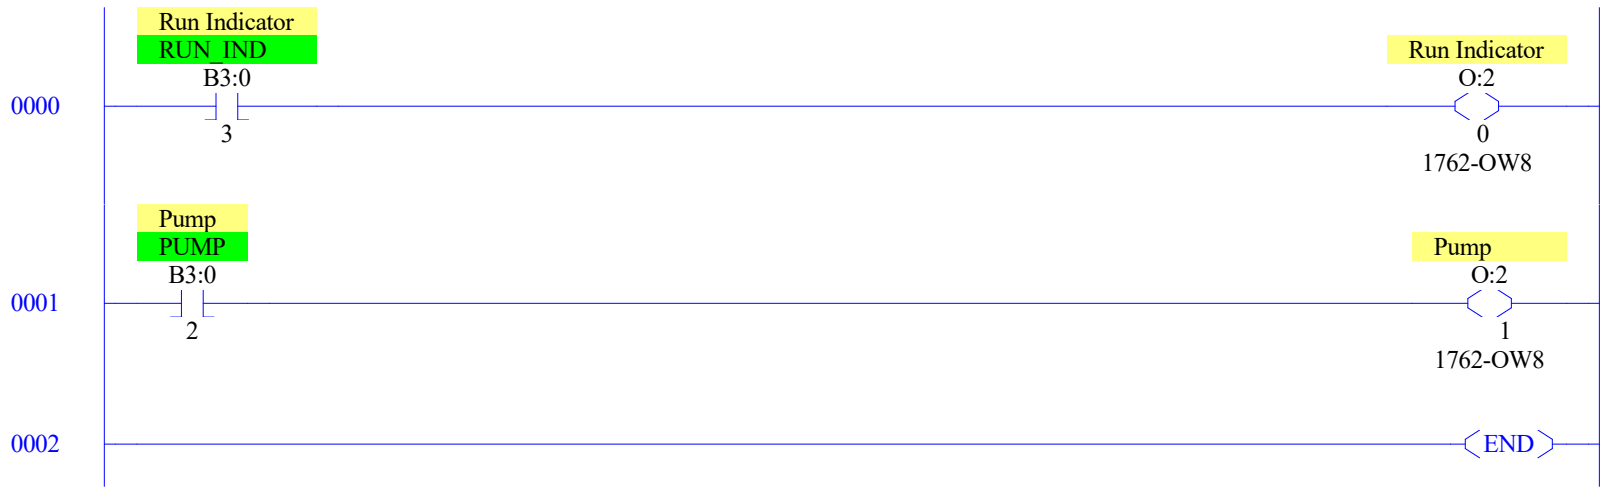 Run Indicator
RUN_IND
B3:0
3
Run Indicator
O:2
0
1762-OW8
0000
Pump
PUMP
B3:0
2
Pump
O:2
1
1762-OW8
0001
0002
END